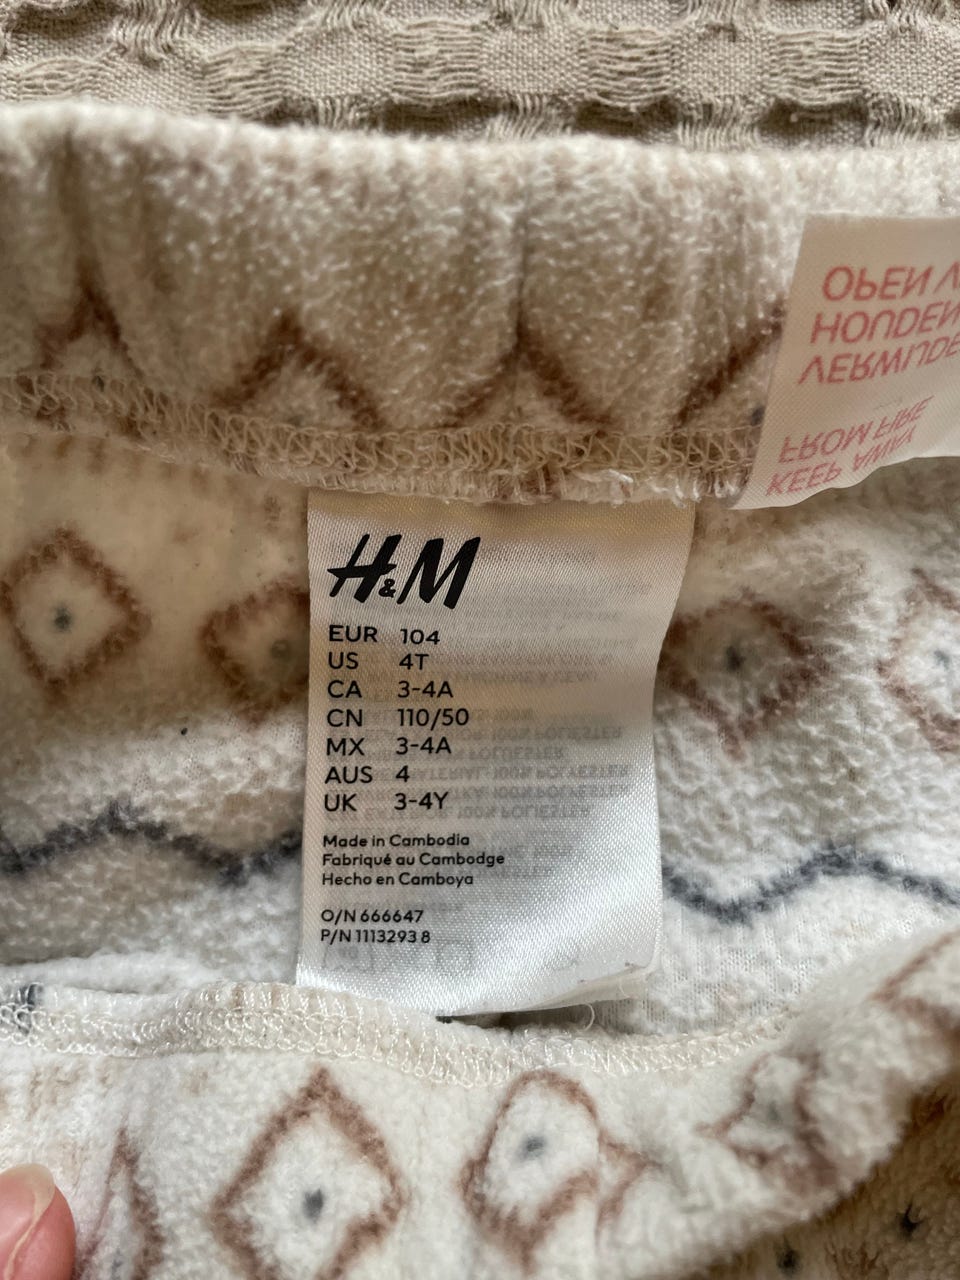 OPEN
HOUDEN
FROM FIRE
KEEP AWAY
H&M
EUR 104
US 4T
CA 3-4A
CN 110/50
MX 3-4A
AUS 4
UK 3-4Y
Made in Cambodia
Fabriqué au Cambodge
Hecho en Camboya
O/N 666647
P/N 1113293 8